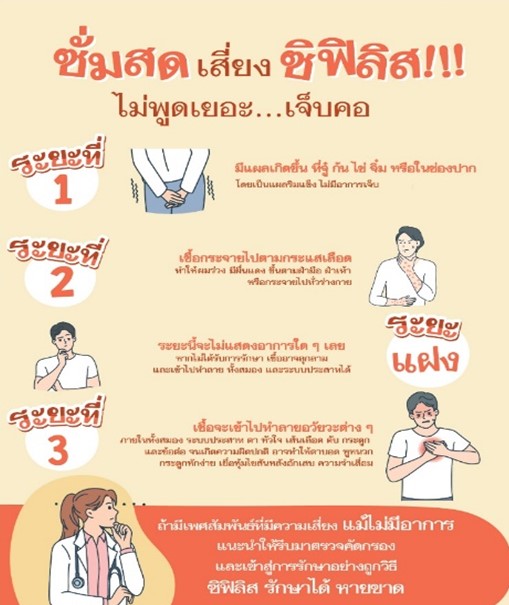 ซั่มสด เสี่ยง ซิฟิลิส!!!
ไม่พูดเยอะ...เจ็บคอ
ระยะที่
1
มีแผลเกิดขึ้น ที่จู๋ ก้น ไข่ จิ๋ม หรือในช่องปาก
โดยเป็นแผลริมแข็ง ไม่มีอาการเจ็บ
ระยะที่
2
เชื้อกระจายไปตามกระแสเลือด
ทำให้ผมร่วง มีผื่นแดง ขึ้นตามฝ่ามือ ฝ่าเท้า
หรือกระจายไปทั่วร่างกาย
ระยะ
แฝง
ระยะนี้จะไม่แสดงอาการใด ๆ เลย
หากไม่ได้รับการรักษา เชื้ออาจลุกลาม
และเข้าไปทำลาย ทั้งสมอง และระบบประสาทได้
ระยะที่
3
เชื้อจะเข้าไปทำลายอวัยวะต่าง ๆ
ภายในทั้งสมอง ระบบประสาท ตา หัวใจ เส้นเลือด ตับ กระดูก
และข้อต่อ จนเกิดความผิดปกติ อาจทำให้ตาบอด หูหนวก
กระดูกหักง่าย เยื่อหุ้มไขสันหลังอักเสบ ความจำเสื่อม
ถ้ามีเพศสัมพันธ์ที่มีความเสี่ยง แม้ไม่มีอาการ
แนะนำให้รีบมาตรวจคัดกรอง
และเข้าสู่การรักษาอย่างถูกวิธี
ซิฟิลิส รักษาได้ หายขาด